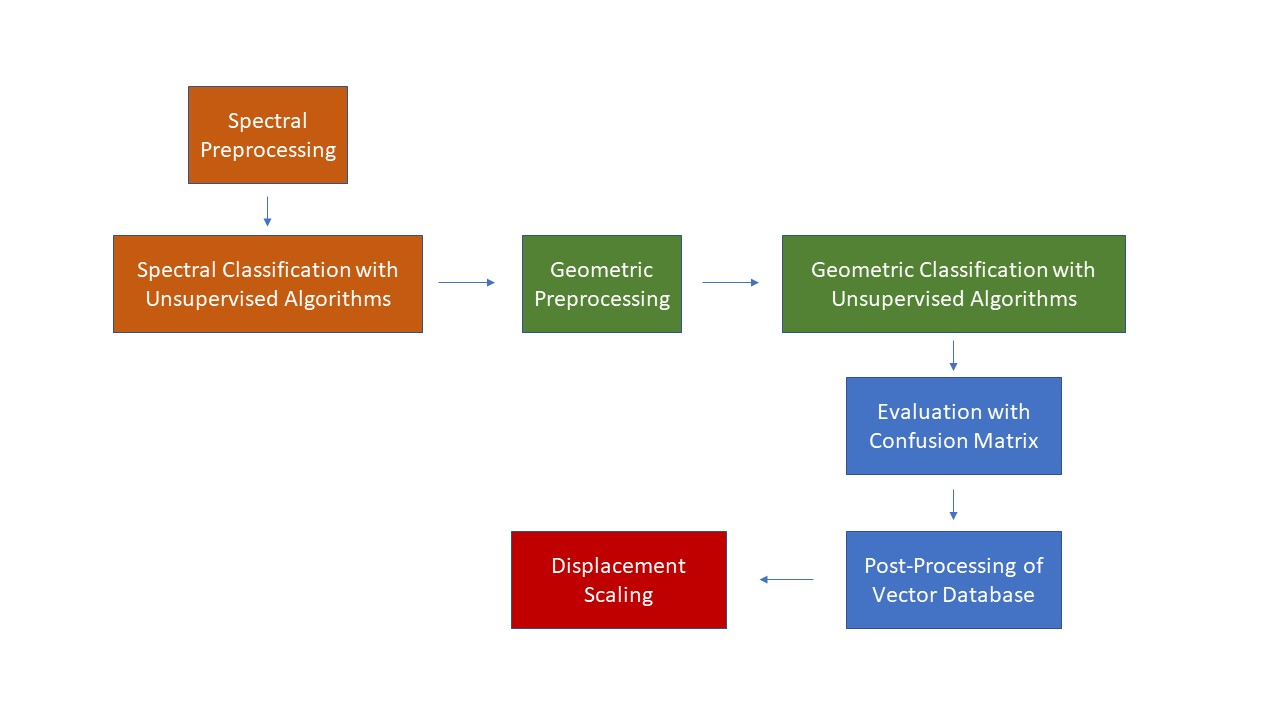 Spectral
Preprocessing
Spectral Classification with
Unsupervised Algorithms
Geometric
Preprocessing
Geometric Classification with
Unsupervised Algorithms
Evaluation with
Confusion Matrix
Post-Processing of
Vector Database
Displacement
Scaling